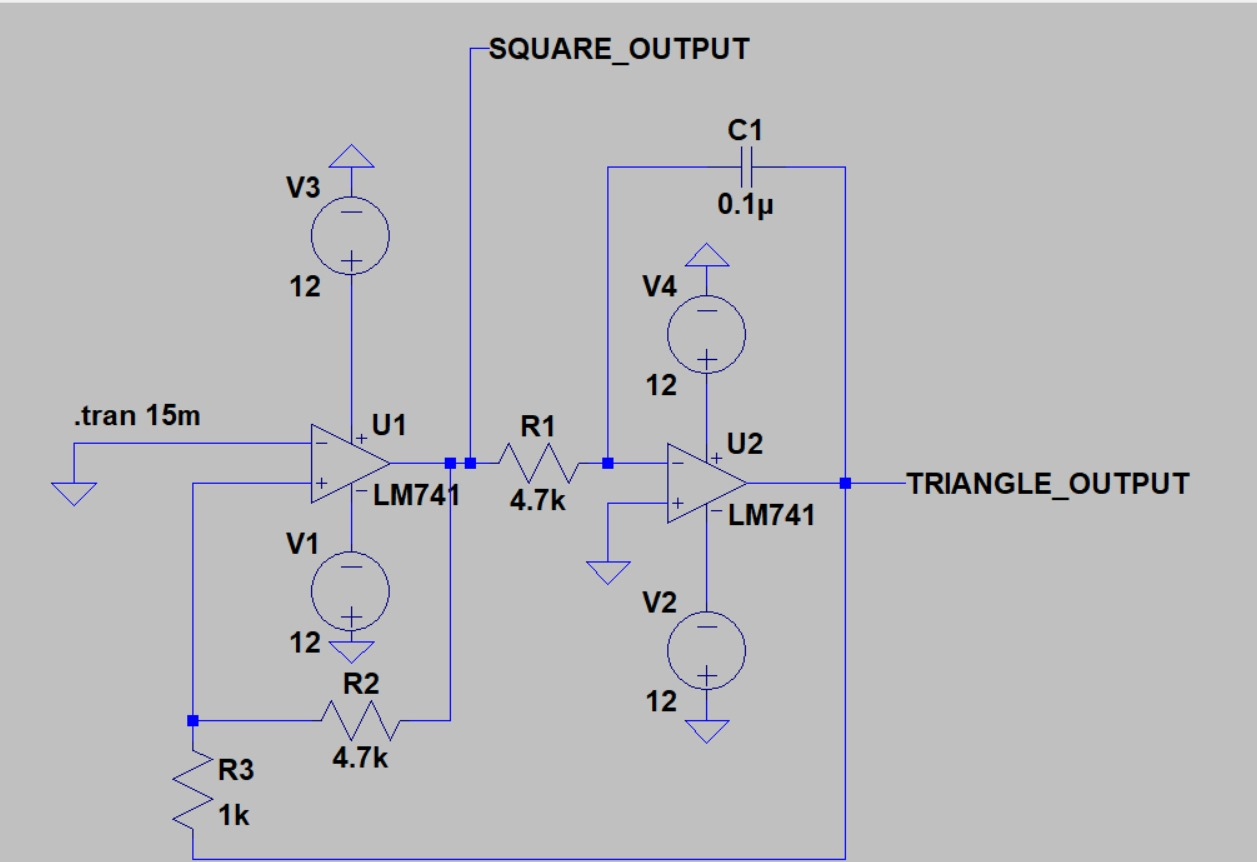 SQUARE_OUTPUT
C1
0.1µ
V3
12
V4
12
.tran 15m
U1
LM741
R1
4.7k
U2
LM741
TRIANGLE_OUTPUT
V1
12
V2
12
R2
4.7k
R3
1k